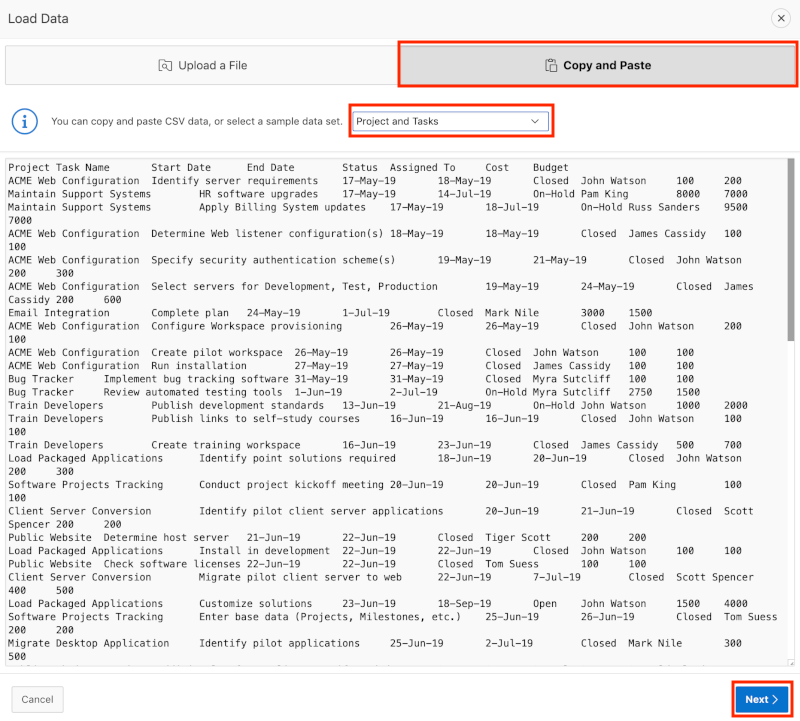 Load Data
Upload a File
Copy and Paste
You can copy and paste CSV data, or select a sample data set.
Project and Tasks
Project Task Name Start Date End Date Status Assigned To Cost Budget
ACME Web Configuration Identify server requirements 17-May-19 18-May-19 Closed John Watson 100 200
Maintain Support Systems HR software upgrades 17-May-19 14-Jul-19 On-Hold Pam King 8000 7000
Maintain Support Systems Apply Billing System updates 17-May-19 18-Jul-19 On-Hold Russ Sanders 9500
7000
ACME Web Configuration Determine Web listener configuration(s) 18-May-19 18-May-19 Closed James Cassidy 100
100
ACME Web Configuration Specify security authentication scheme(s) 19-May-19 21-May-19 Closed John Watson
200 300
ACME Web Configuration Select servers for Development, Test, Production 19-May-19 24-May-19 Closed James
Cassidy 200 600
Email Integration Complete plan 24-May-19 1-Jul-19 Closed Mark Nile 3000 1500
ACME Web Configuration Configure Workspace provisioning 26-May-19 26-May-19 Closed John Watson 200
100
ACME Web Configuration Create pilot workspace 26-May-19 26-May-19 Closed John Watson 100 100
ACME Web Configuration Run installation 27-May-19 27-May-19 Closed James Cassidy 100 100
Bug Tracker Implement bug tracking software 31-May-19 31-May-19 Closed Myra Sutcliff 100 100
Bug Tracker Review automated testing tools 1-Jun-19 2-Jul-19 On-Hold Myra Sutcliff 2750 1500
Train Developers Publish development standards 13-Jun-19 21-Aug-19 On-Hold John Watson 1000 2000
Train Developers Publish links to self-study courses 16-Jun-19 16-Jun-19 Closed John Watson 100
100
Train Developers Create training workspace 16-Jun-19 23-Jun-19 Closed James Cassidy 500 700
Load Packaged Applications Identify point solutions required 18-Jun-19 20-Jun-19 Closed John Watson
200 300
Software Projects Tracking Conduct project kickoff meeting 20-Jun-19 20-Jun-19 Closed Pam King 100
100
Client Server Conversion Identify pilot client server applications 20-Jun-19 21-Jun-19 Closed Scott
Spencer 200 200
Public Website Determine host server 21-Jun-19 22-Jun-19 Closed Tiger Scott 200 200
Load Packaged Applications Install in development 22-Jun-19 22-Jun-19 Closed John Watson 100 100
Public Website Check software licenses 22-Jun-19 22-Jun-19 Closed Tom Suess 100 100
Client Server Conversion Migrate pilot client server to web 22-Jun-19 7-Jul-19 Closed Scott Spencer
400 500
Load Packaged Applications Customize solutions 23-Jun-19 18-Sep-19 Open John Watson 1500 4000
Software Projects Tracking Enter base data (Projects, Milestones, etc.) 25-Jun-19 26-Jun-19 Closed Tom Suess
200 200
Migrate Desktop Application Identify pilot applications 25-Jun-19 2-Jul-19 Closed Mark Nile 300
500
Cancel
Next